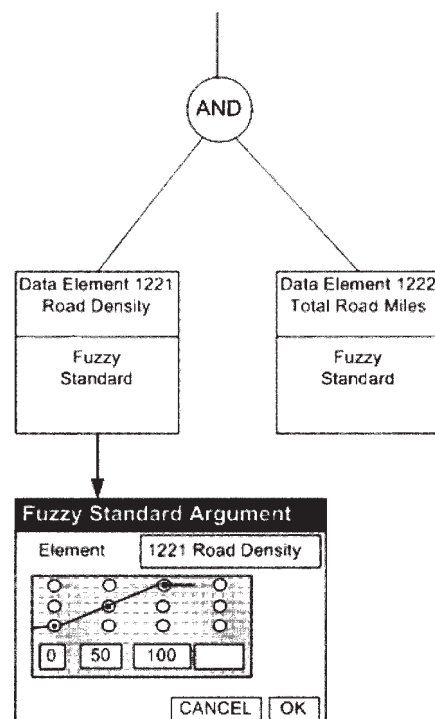 AND
Data Element 1221
Road Density
Fuzzy
Standard
Data Element 1222
Total Road Miles
Fuzzy
Standard
Fuzzy Standard Argument
Element
1221 Road Density
0
50
100
CANCEL
OK